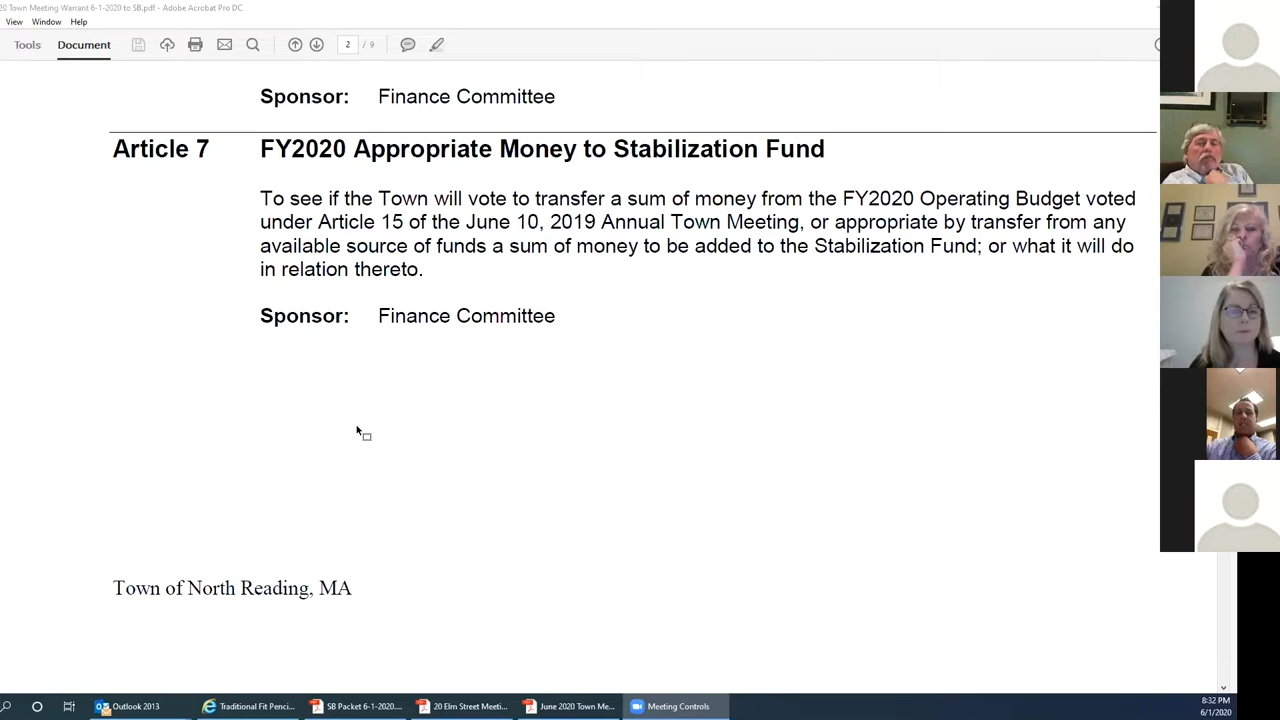 20 Town Meeting Warrant 6-1-2020 to SB.pdf - Adobe Acrobat Pro DC
View Window Help
Tools Document 2 / 9
Sponsor: Finance Committee
Article 7 FY2020 Appropriate Money to Stabilization Fund
To see if the Town will vote to transfer a sum of money from the FY2020 Operating Budget voted
under Article 15 of the June 10, 2019 Annual Town Meeting, or appropriate by transfer from any
available source of funds a sum of money to be added to the Stabilization Fund; or what it will do
in relation thereto.
Sponsor: Finance Committee
Town of North Reading, MA
Outlook 2013 Traditional Fit Penci... SB Packet 6-1-2020.... 20 Elm Street Meeti... June 2020 Town Me... Meeting Controls 8:32 PM
6/1/2020